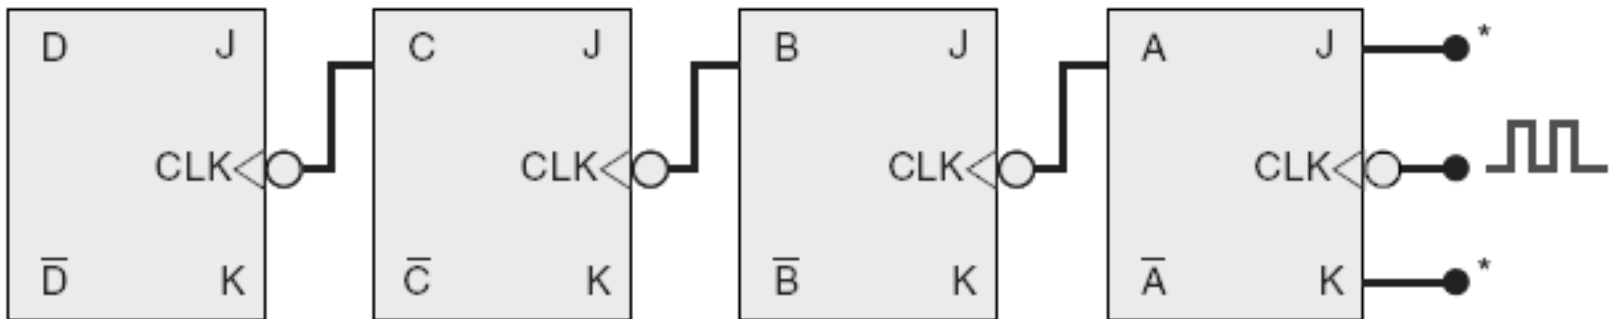 D J C J B J A J *
CLK CLK CLK CLK
D̅ K C̅ K B̅ K A̅ K *